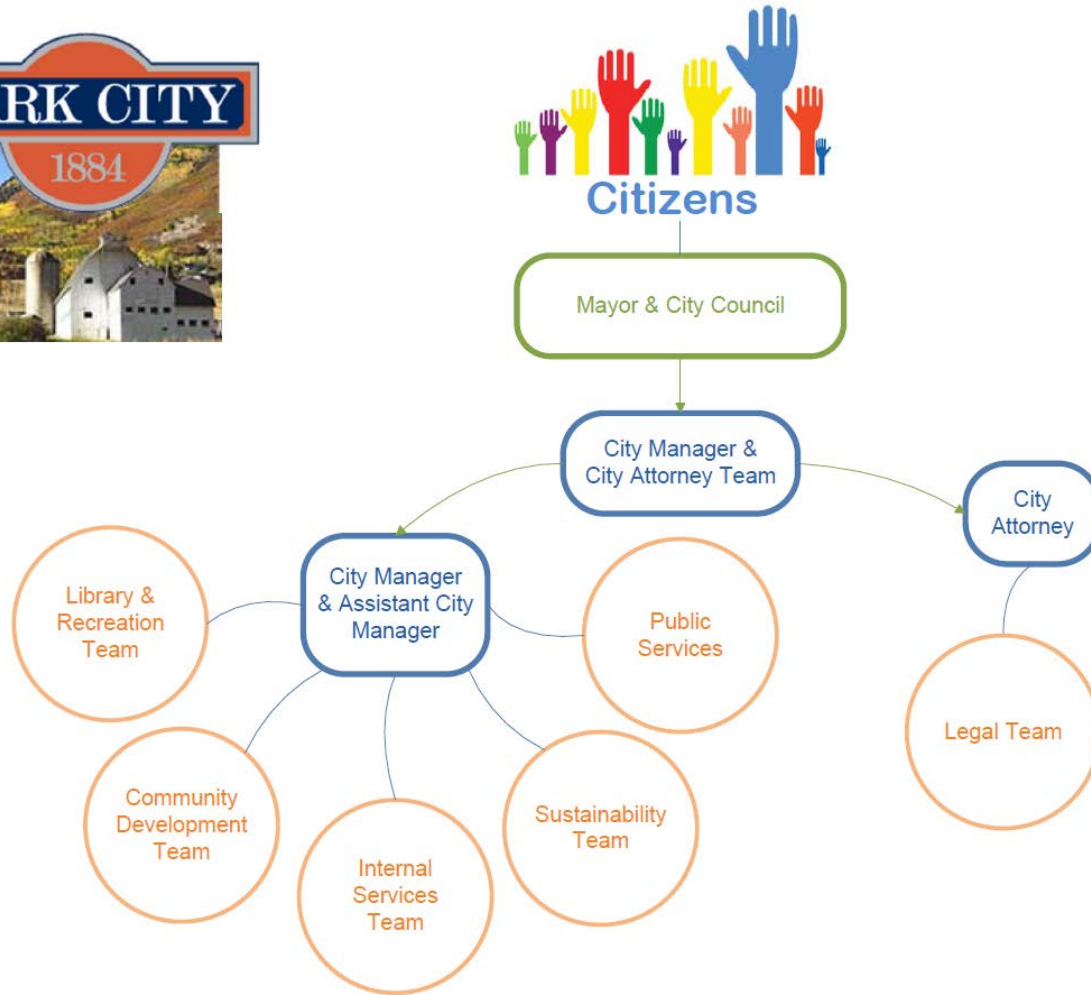 RK CITY
1884
Citizens
Mayor & City Council
City Manager &
City Attorney Team
City
Attorney
City Manager
& Assistant City
Manager
Library &
Recreation
Team
Public
Services
Legal Team
Community
Development
Team
Sustainability
Team
Internal
Services
Team